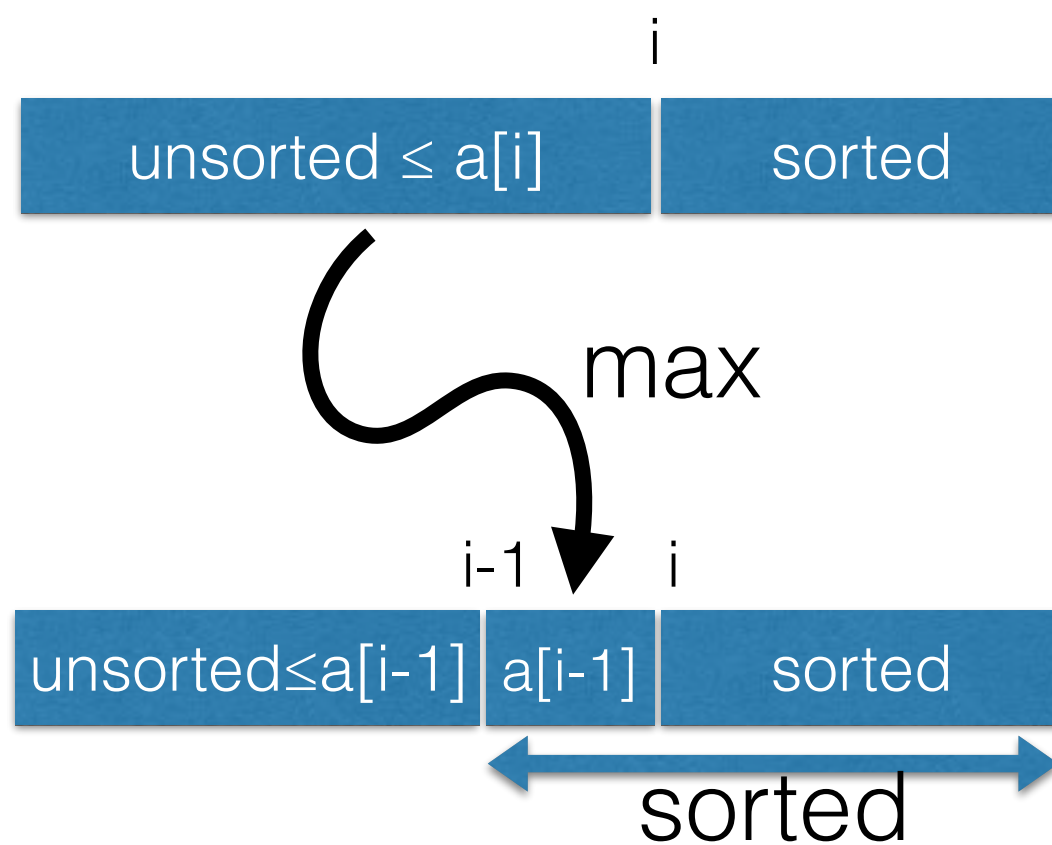 i
unsorted ≤ a[i] sorted
max
i-1 i
unsorted≤a[i-1] a[i-1] sorted
sorted